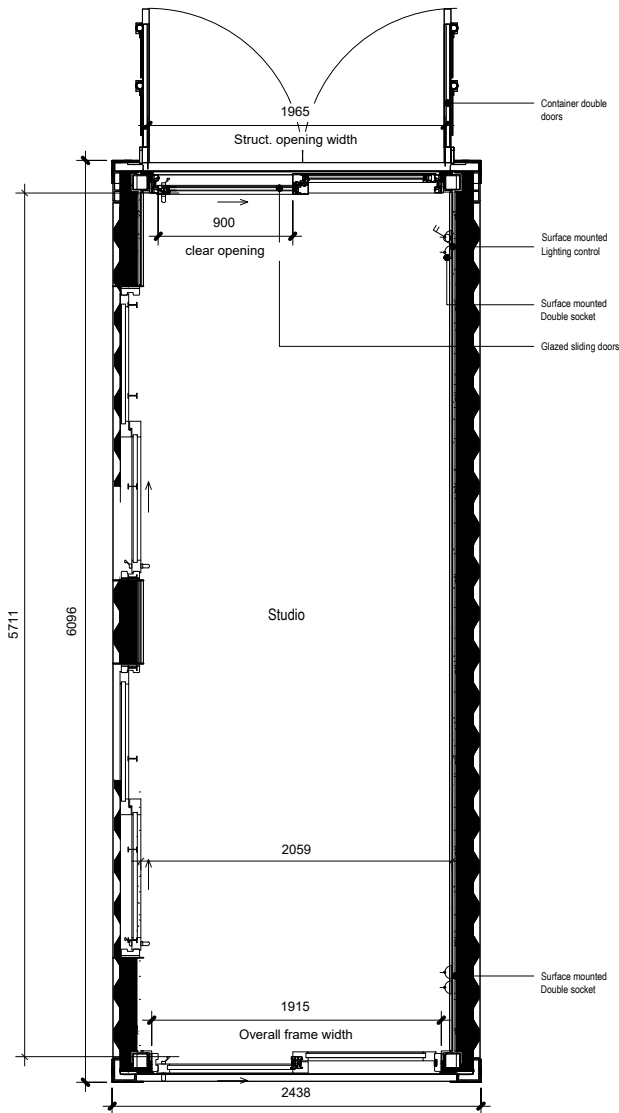 1965
Struct. opening width
Container double
doors
900
clear opening
Surface mounted
Lighting control
Surface mounted
Double socket
Glazed sliding doors
5711
6096
Studio
2059
Surface mounted
Double socket
1915
Overall frame width
2438